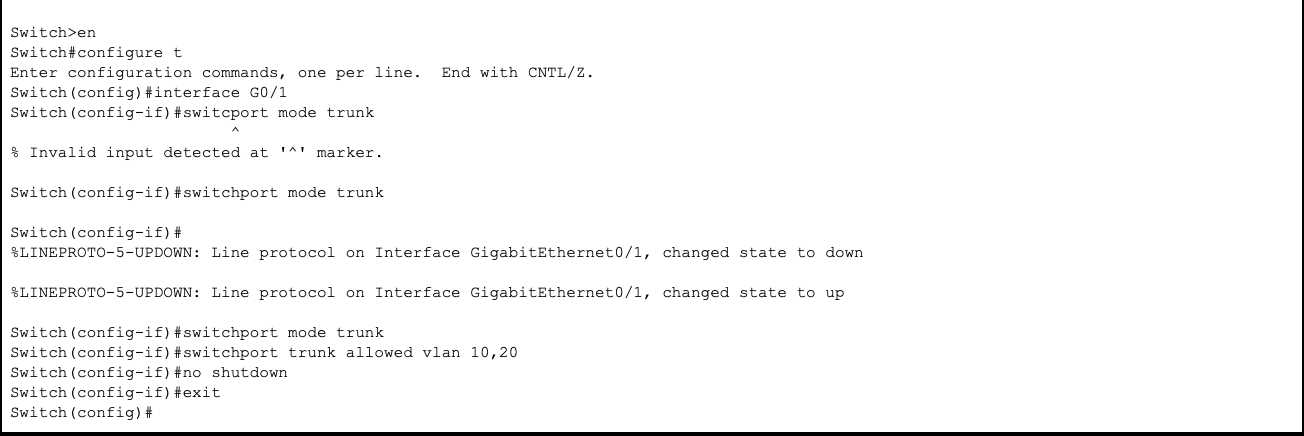 Switch>en
Switch#configure t
Enter configuration commands, one per line.  End with CNTL/Z.
Switch(config)#interface G0/1
Switch(config-if)#switcport mode trunk
                        ^
% Invalid input detected at '^' marker.
Switch(config-if)#switchport mode trunk
Switch(config-if)#
%LINEPROTO-5-UPDOWN: Line protocol on Interface GigabitEthernet0/1, changed state to down
%LINEPROTO-5-UPDOWN: Line protocol on Interface GigabitEthernet0/1, changed state to up
Switch(config-if)#switchport mode trunk
Switch(config-if)#switchport trunk allowed vlan 10,20
Switch(config-if)#no shutdown
Switch(config-if)#exit
Switch(config)#